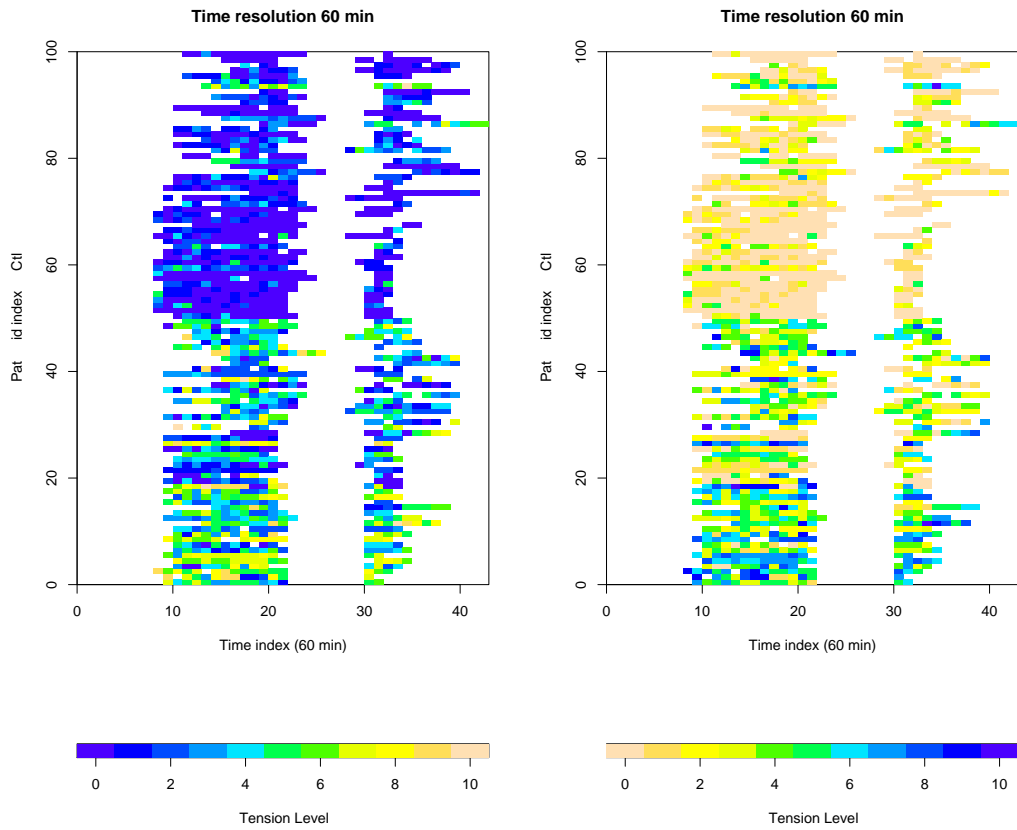 Time resolution 60 min
100
80
60
40
20
0
Pat id index Ctl
0 10 20 30 40
Time index (60 min)
0 2 4 6 8 10
Tension Level
Time resolution 60 min
100
80
60
40
20
0
Pat id index Ctl
0 10 20 30 40
Time index (60 min)
0 2 4 6 8 10
Tension Level